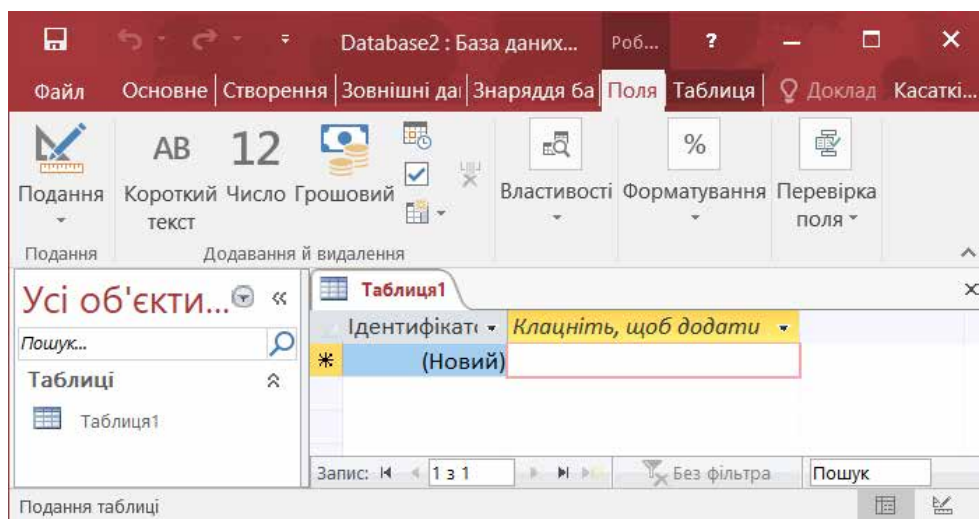 Database2 : База даних... Роб... ?
Файл Основне Створення Зовнішні дан Знаряддя ба Поля Таблиця Доклад Касаткі...
AB 12 %
Подання Короткий Число Грошовий Властивості Форматування Перевірка
текст поля
Подання Додавання й видалення
Усі об'єкти... «
Таблиця1
Ідентифікато Клацніть, щоб додати
Пошук...
(Новий)
Таблиці
Таблиця1
Запис: 1 з 1 Без фільтра Пошук
Подання таблиці